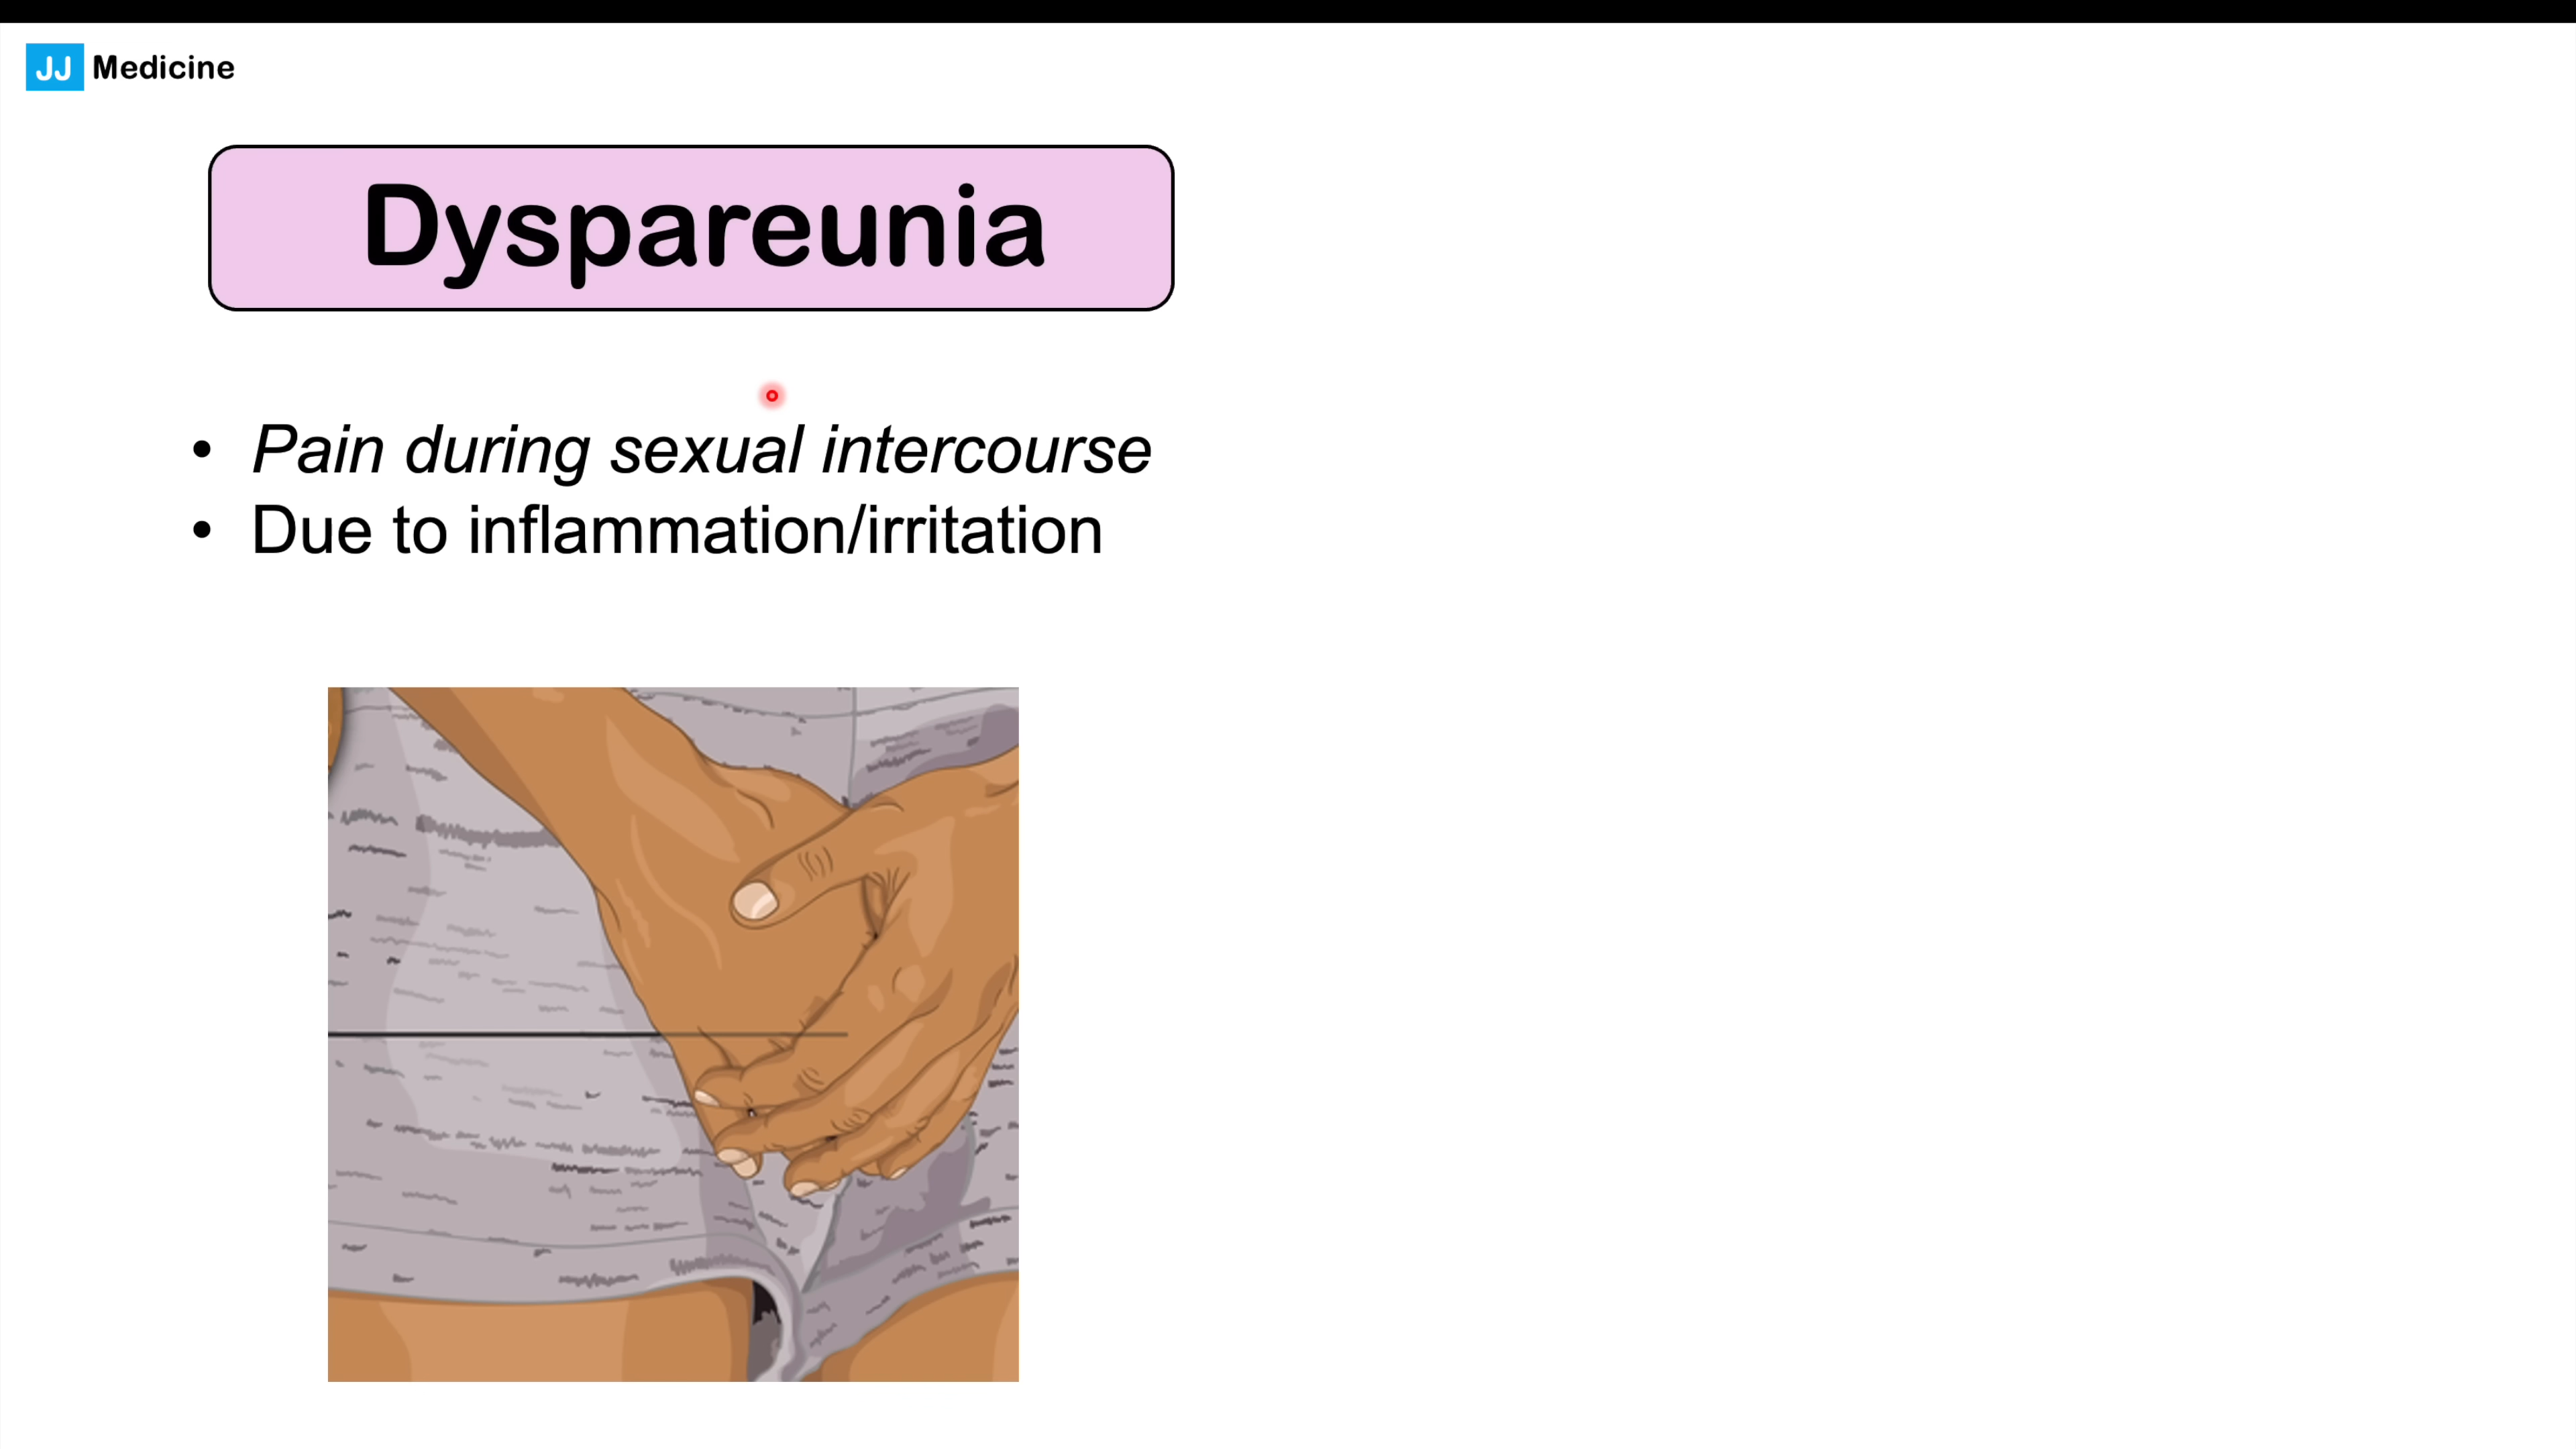 JJ Medicine
Dyspareunia
• Pain during sexual intercourse
• Due to inflammation/irritation